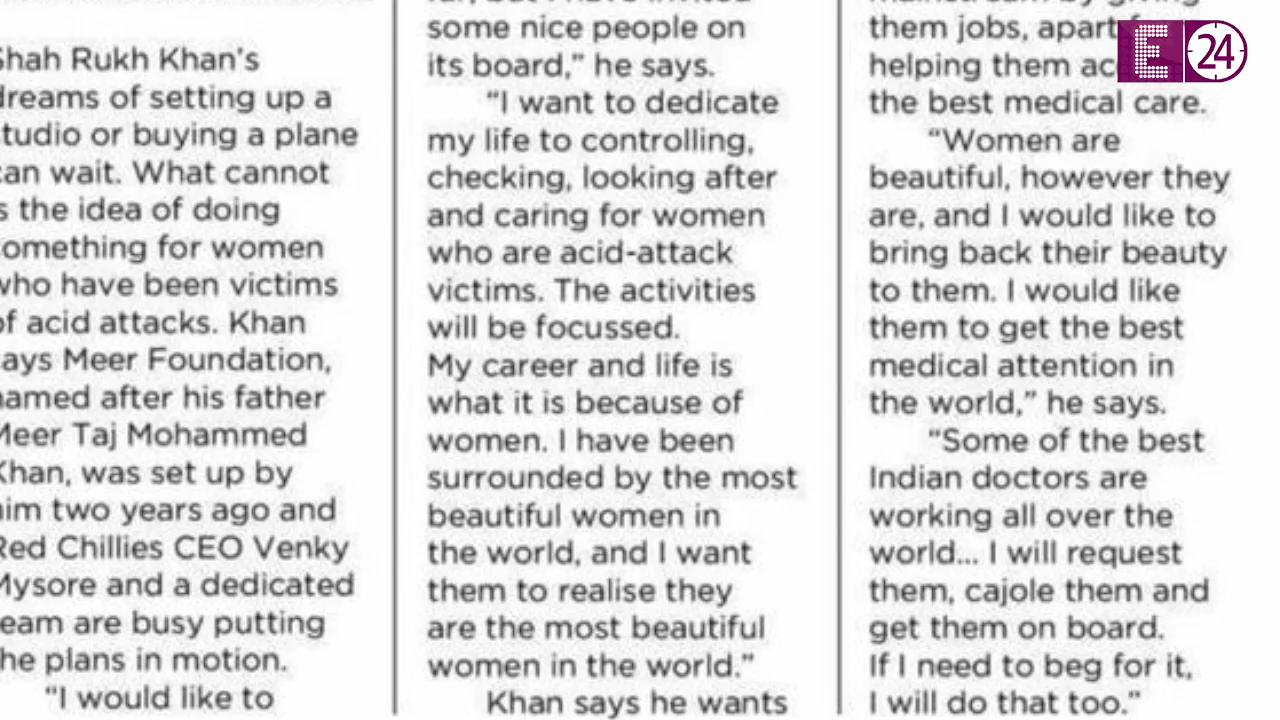 Shah Rukh Khan's
dreams of setting up a
studio or buying a plane
can wait. What cannot
is the idea of doing
something for women
who have been victims
of acid attacks. Khan
says Meer Foundation,
named after his father
Meer Taj Mohammed
Khan, was set up by
him two years ago and
Red Chillies CEO Venky
Mysore and a dedicated
team are busy putting
the plans in motion.
“I would like to
but I have invited
some nice people on
its board,” he says.
“I want to dedicate
my life to controlling,
checking, looking after
and caring for women
who are acid-attack
victims. The activities
will be focussed.
My career and life is
what it is because of
women. I have been
surrounded by the most
beautiful women in
the world, and I want
them to realise they
are the most beautiful
women in the world.”
Khan says he wants
mainstream by giving
them jobs, apart
helping them
the best medical care.
“Women are
beautiful, however they
are, and I would like to
bring back their beauty
to them. I would like
them to get the best
medical attention in
the world,” he says.
“Some of the best
Indian doctors are
working all over the
world... I will request
them, cajole them and
get them on board.
If I need to beg for it,
I will do that too.”
E 24